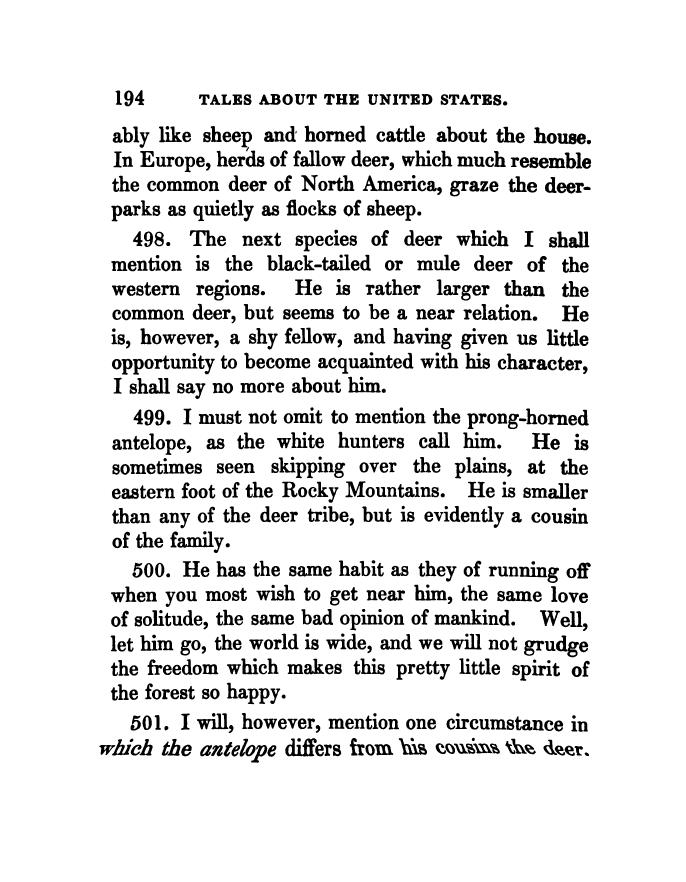 194 TALES ABOUT THE UNITED STATES.
ably like sheep and horned cattle about the house.
In Europe, herds of fallow deer, which much resemble
the common deer of North America, graze the deer-
parks as quietly as flocks of sheep.
498. The next species of deer which I shall
mention is the black-tailed or mule deer of the
western regions. He is rather larger than the
common deer, but seems to be a near relation. He
is, however, a shy fellow, and having given us little
opportunity to become acquainted with his character,
I shall say no more about him.
499. I must not omit to mention the prong-horned
antelope, as the white hunters call him. He is
sometimes seen skipping over the plains, at the
eastern foot of the Rocky Mountains. He is smaller
than any of the deer tribe, but is evidently a cousin
of the family.
500. He has the same habit as they of running off
when you most wish to get near him, the same love
of solitude, the same bad opinion of mankind. Well,
let him go, the world is wide, and we will not grudge
the freedom which makes this pretty little spirit of
the forest so happy.
501. I will, however, mention one circumstance in
which the antelope differs from his cousins the deer.